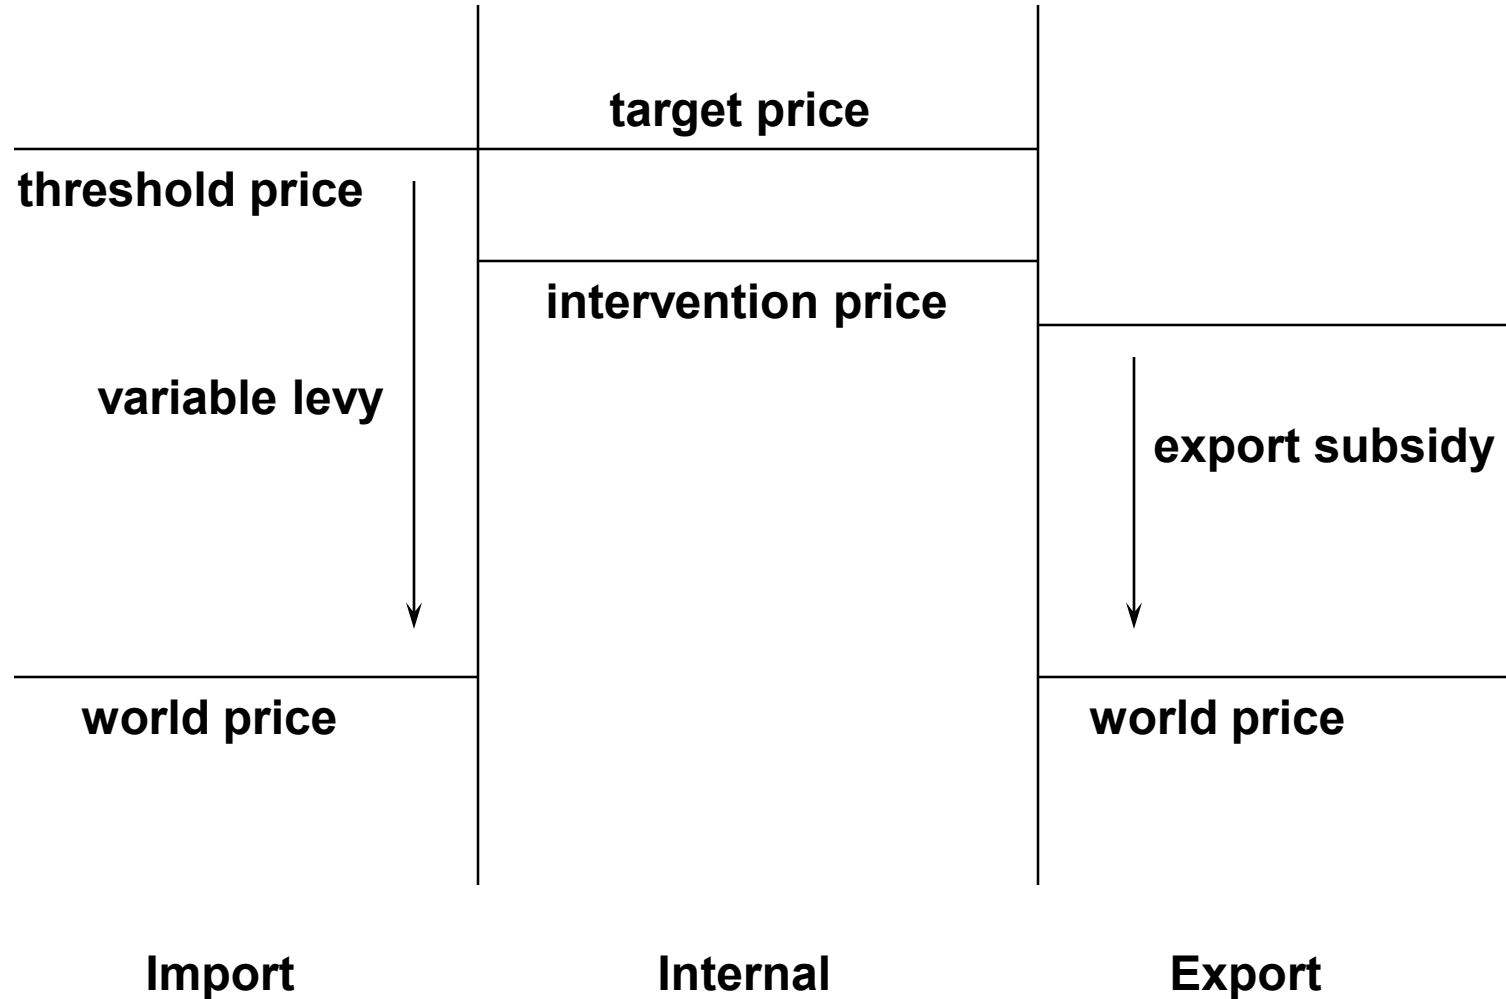 target price
threshold price
intervention price
variable levy
export subsidy
world price
world price
Import
Internal
Export